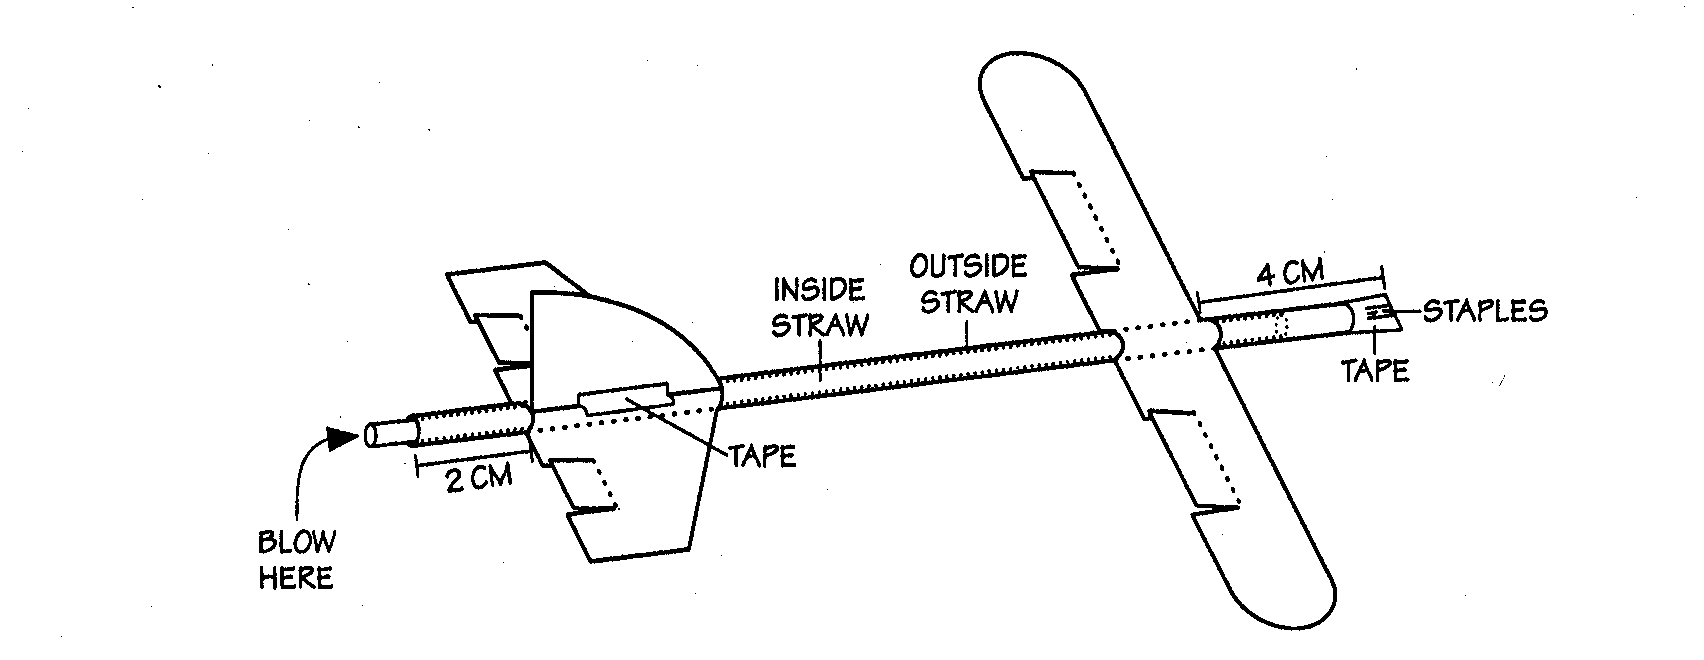 INSIDE
STRAW
OUTSIDE
STRAW
4 CM
STAPLES
TAPE
TAPE
2 CM
BLOW
HERE